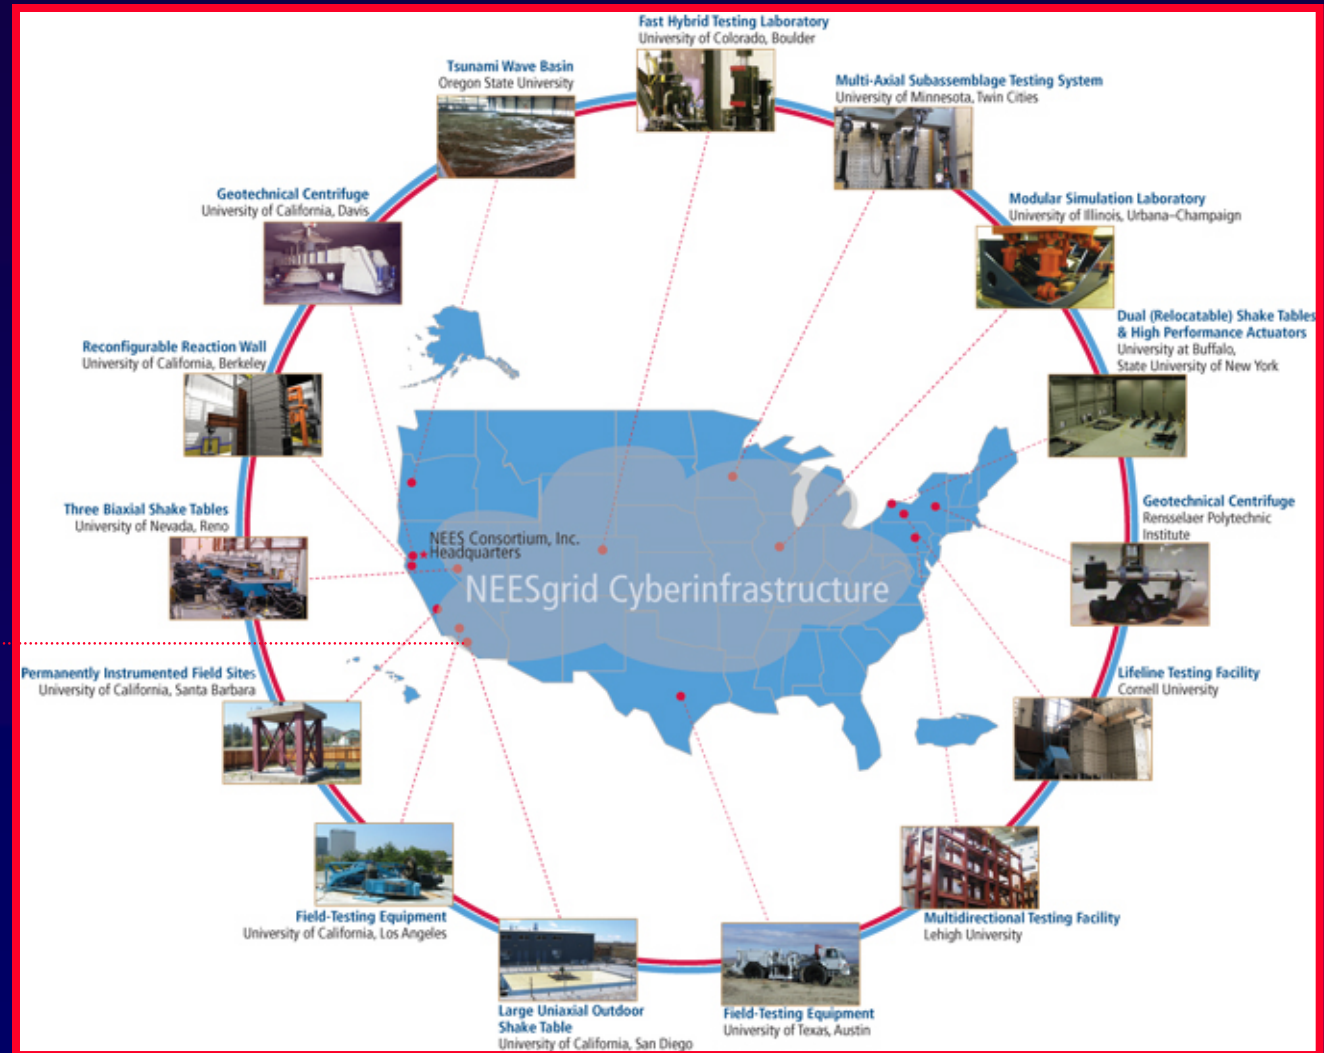 Fast Hybrid Testing Laboratory
University of Colorado, Boulder
Tsunami Wave Basin
Oregon State University
Multi-Axial Subassemblage Testing System
University of Minnesota, Twin Cities
Geotechnical Centrifuge
University of California, Davis
Modular Simulation Laboratory
University of Illinois, Urbana–Champaign
Dual (Relocatable) Shake Tables
& High Performance Actuators
University at Buffalo,
State University of New York
Reconfigurable Reaction Wall
University of California, Berkeley
Geotechnical Centrifuge
Rensselaer Polytechnic
Institute
Three Biaxial Shake Tables
University of Nevada, Reno
NEES Consortium, Inc.
Headquarters
NEESgrid Cyberinfrastructure
Permanently Instrumented Field Sites
University of California, Santa Barbara
Lifeline Testing Facility
Cornell University
Field-Testing Equipment
University of California, Los Angeles
Multidirectional Testing Facility
Lehigh University
Large Uniaxial Outdoor
Shake Table
University of California, San Diego
Field-Testing Equipment
University of Texas, Austin